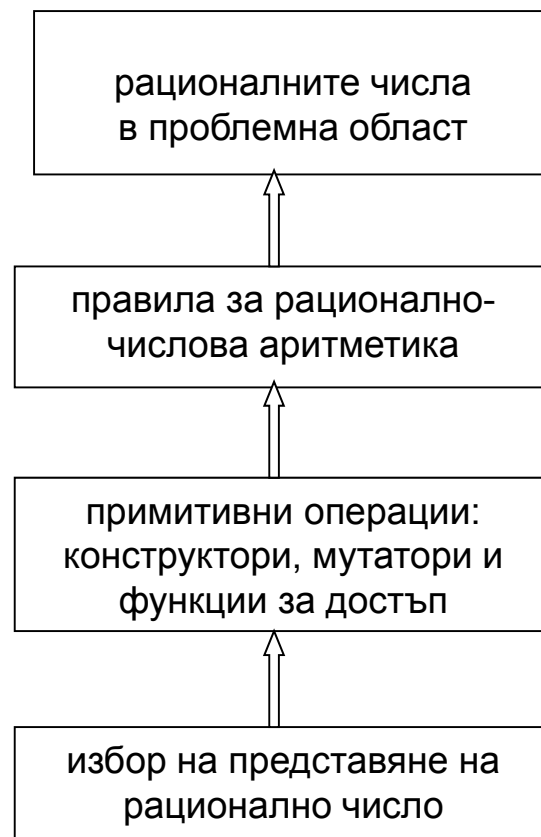 рационалните числа
в проблемна област
правила за рационално-
числова аритметика
примитивни операции:
конструктори, мутатори и
функции за достъп
избор на представяне на
рационално число